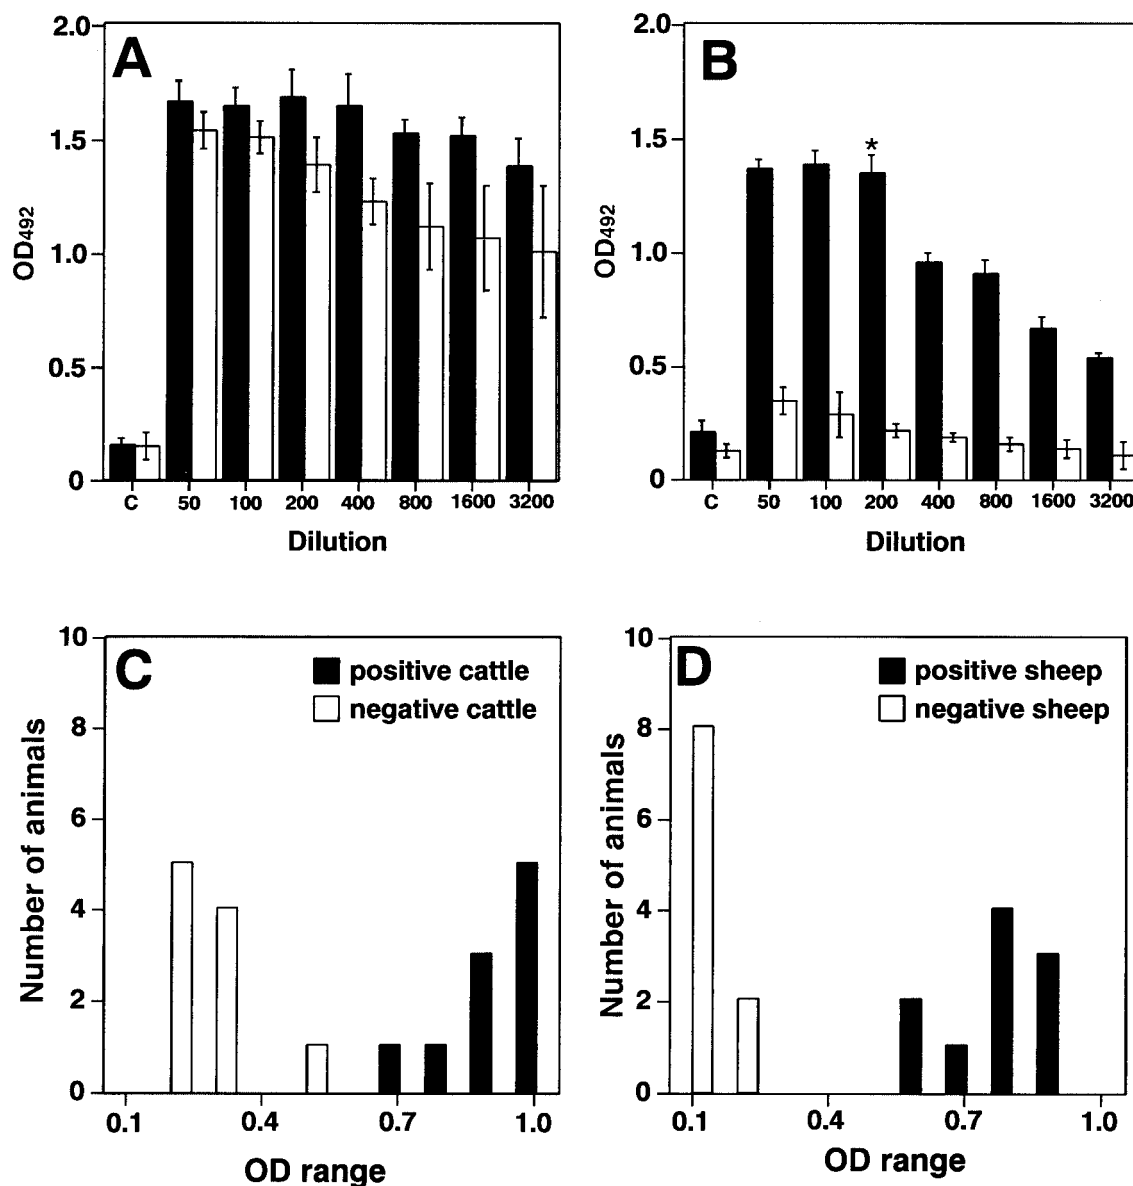 A
2.0
1.5
1.0
0.5
0
OD492
C 50 100 200 400 800 1600 3200
Dilution
B
2.0
1.5
1.0
0.5
0
OD492
*
C 50 100 200 400 800 1600 3200
Dilution
C
10
8
6
4
2
0
Number of animals
positive cattle
negative cattle
0.1 0.4 0.7 1.0
OD range
D
10
8
6
4
2
0
Number of animals
positive sheep
negative sheep
0.1 0.4 0.7 1.0
OD range